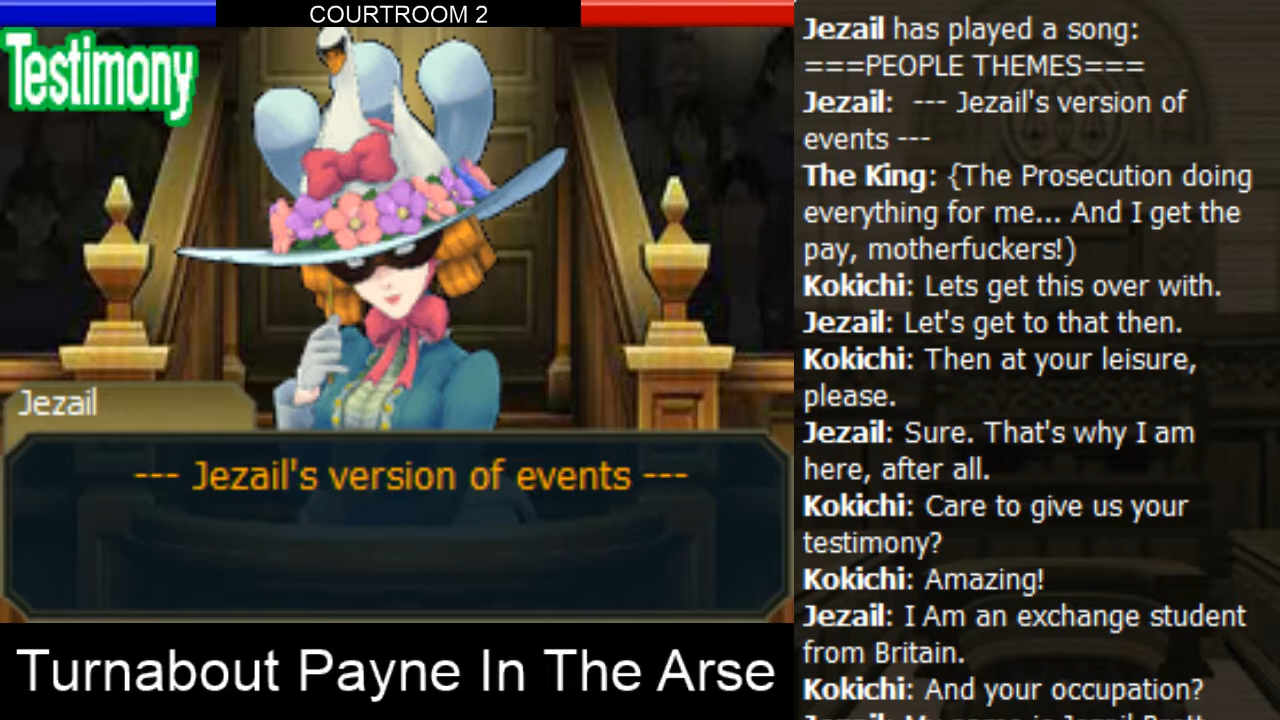 COURTROOM 2
Testimony
Jezail
--- Jezail's version of events ---
Turnabout Payne In The Arse
Jezail has played a song:
===PEOPLE THEMES===
Jezail:  --- Jezail's version of
events ---
The King: {The Prosecution doing
everything for me... And I get the
pay, motherfuckers!)
Kokichi: Lets get this over with.
Jezail: Let's get to that then.
Kokichi: Then at your leisure,
please.
Jezail: Sure. That's why I am
here, after all.
Kokichi: Care to give us your
testimony?
Kokichi: Amazing!
Jezail: I Am an exchange student
from Britain.
Kokichi: And your occupation?